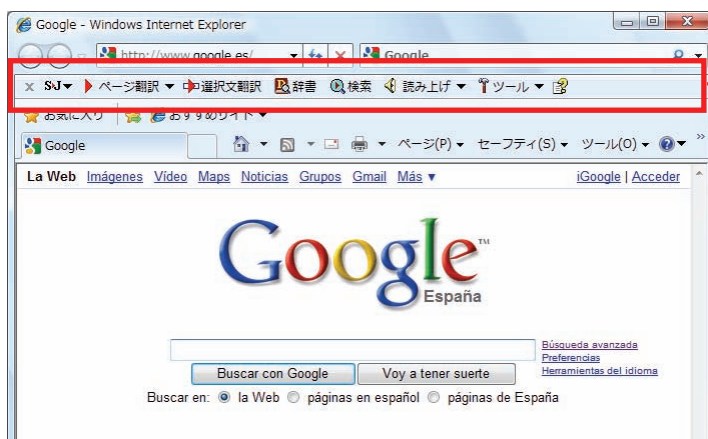 Google - Windows Internet Explorer
http://www.google.es/ Google
x S›J ページ翻訳 選択文翻訳 辞書 検索 読み上げ ツール
お気に入り おすすめサイト
Google ページ(P) セーフティ(S) ツール(O) »
La Web Imágenes Vídeo Maps Noticias Grupos Gmail Más ▼ iGoogle | Acceder
Google™
España
Búsqueda avanzada
Preferencias
Herramientas del idioma
Buscar con Google Voy a tener suerte
Buscar en: la Web páginas en español páginas de España